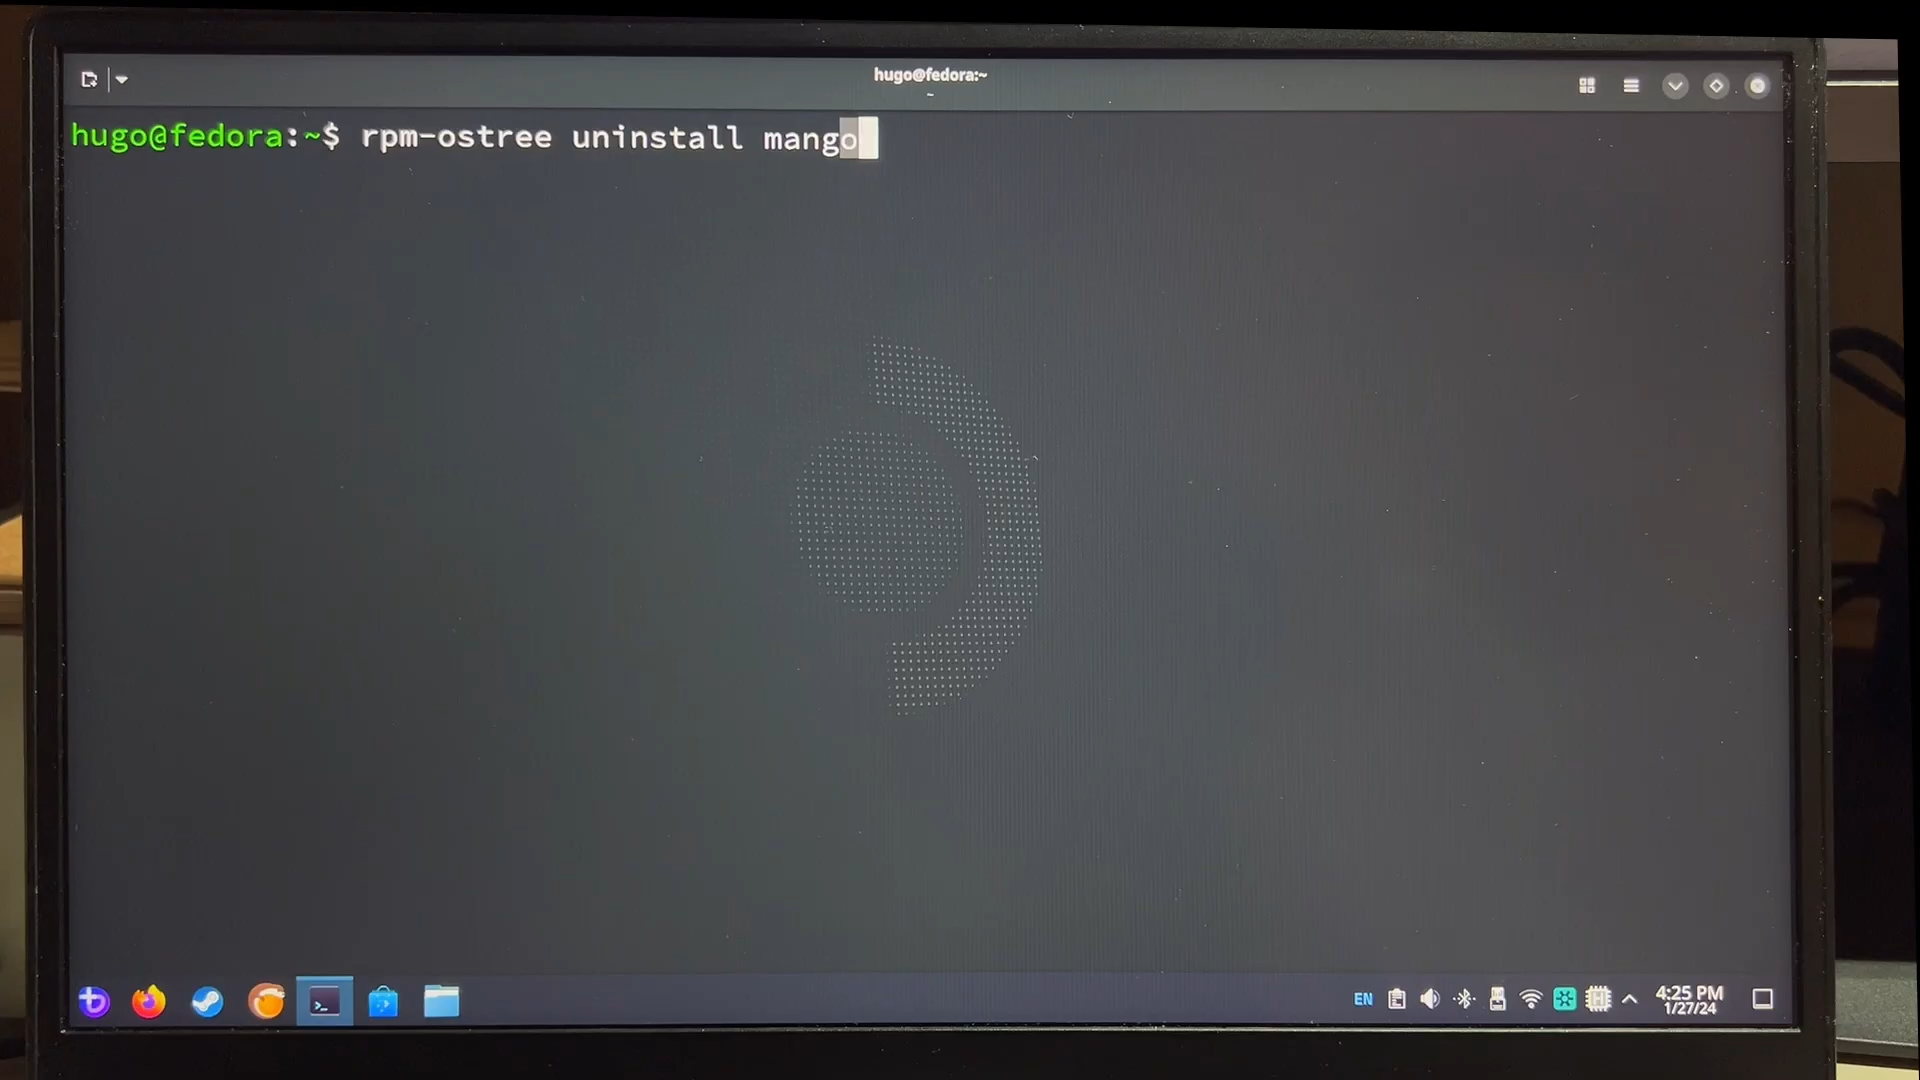 hugo@fedora:~
~
hugo@fedora:~$ rpm-ostree uninstall mango
EN
4:25 PM
1/27/24